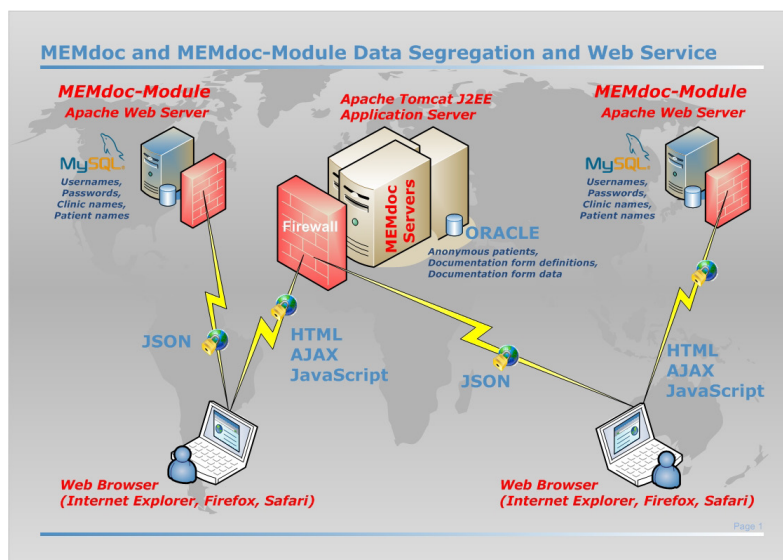 MEMdoc and MEMdoc-Module Data Segregation and Web Service
MEMdoc-Module
Apache Web Server
MySQL
Usernames,
Passwords,
Clinic names,
Patient names
Apache Tomcat J2EE
Application Server
Firewall
MEMdoc
Servers
ORACLE
Anonymous patients,
Documentation form definitions,
Documentation form data
MEMdoc-Module
Apache Web Server
MySQL
Usernames,
Passwords,
Clinic names,
Patient names
JSON
HTML
AJAX
JavaScript
JSON
HTML
AJAX
JavaScript
Web Browser
(Internet Explorer, Firefox, Safari)
Web Browser
(Internet Explorer, Firefox, Safari)
Page 1